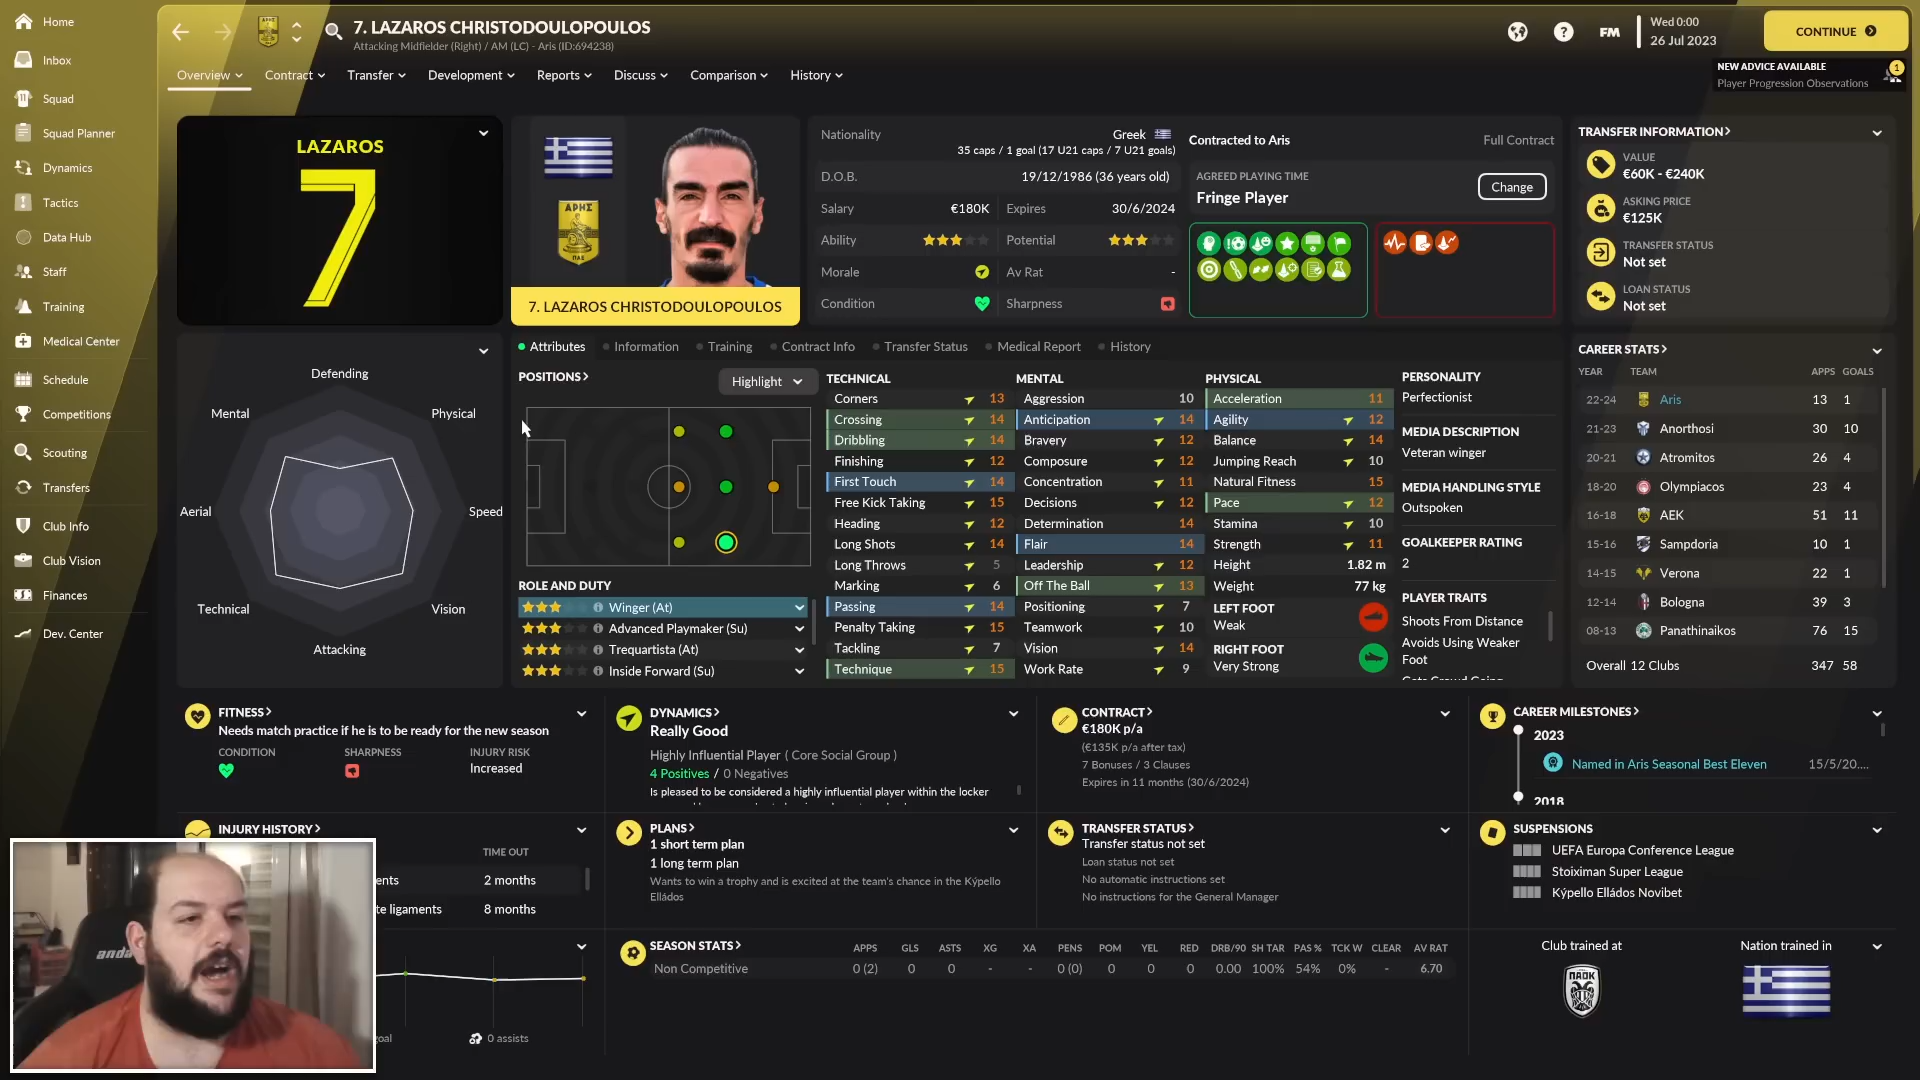 Home
Inbox
Squad
Squad Planner
Dynamics
Tactics
Data Hub
Staff
Training
Medical Center
Schedule
Competitions
Scouting
Transfers
Club Info
Club Vision
Finances
Dev. Center
7. LAZAROS CHRISTODOULOPOULOS
Attacking Midfielder (Right) / AM (LC) - Aris (ID:694238)
FM
Wed 0:00
26 Jul 2023
CONTINUE
Overview
Contract
Transfer
Development
Reports
Discuss
Comparison
History
NEW ADVICE AVAILABLE
Player Progression Observations
1
LAZAROS
7
ΑΡΗΣ
ΠΑΕ
7. LAZAROS CHRISTODOULOPOULOS
Nationality Greek
35 caps / 1 goal (17 U21 caps / 7 U21 goals)
D.O.B. 19/12/1986 (36 years old)
Salary €180K Expires 30/6/2024
Ability Potential
Morale Av Rat -
Condition Sharpness
Contracted to Aris Full Contract
AGREED PLAYING TIME
Fringe Player
Change
TRANSFER INFORMATION>
VALUE
€60K - €240K
ASKING PRICE
€125K
TRANSFER STATUS
Not set
LOAN STATUS
Not set
Defending
Mental Physical
Aerial Speed
Technical Vision
Attacking
Attributes Information Training Contract Info Transfer Status Medical Report History
POSITIONS>
Highlight
ROLE AND DUTY
Winger (At)
Advanced Playmaker (Su)
Trequartista (At)
Inside Forward (Su)
TECHNICAL
Corners 13
Crossing 14
Dribbling 14
Finishing 12
First Touch 14
Free Kick Taking 15
Heading 12
Long Shots 14
Long Throws 5
Marking 6
Passing 14
Penalty Taking 15
Tackling 7
Technique 15
MENTAL
Aggression 10
Anticipation 14
Bravery 12
Composure 12
Concentration 11
Decisions 12
Determination 14
Flair 14
Leadership 12
Off The Ball 13
Positioning 7
Teamwork 10
Vision 14
Work Rate 9
PHYSICAL
Acceleration 11
Agility 12
Balance 14
Jumping Reach 10
Natural Fitness 15
Pace 12
Stamina 10
Strength 11
Height 1.82 m
Weight 77 kg
LEFT FOOT
Weak
RIGHT FOOT
Very Strong
PERSONALITY
Perfectionist
MEDIA DESCRIPTION
Veteran winger
MEDIA HANDLING STYLE
Outspoken
GOALKEEPER RATING
2
PLAYER TRAITS
Shoots From Distance
Avoids Using Weaker
Foot
CAREER STATS>
YEAR TEAM APPS GOALS
22-24 Aris 13 1
21-23 Anorthosi 30 10
20-21 Atromitos 26 4
18-20 Olympiacos 23 4
16-18 AEK 51 11
15-16 Sampdoria 10 1
14-15 Verona 22 1
12-14 Bologna 39 3
08-13 Panathinaikos 76 15
Overall 12 Clubs 347 58
FITNESS>
Needs match practice if he is to be ready for the new season
CONDITION SHARPNESS INJURY RISK
Increased
DYNAMICS>
Really Good
Highly Influential Player ( Core Social Group )
4 Positives / 0 Negatives
Is pleased to be considered a highly influential player within the locker
CONTRACT>
€180K p/a
(€135K p/a after tax)
7 Bonuses / 3 Clauses
Expires in 11 months (30/6/2024)
CAREER MILESTONES>
2023
Named in Aris Seasonal Best Eleven 15/5/20....
2018
INJURY HISTORY>
TIME OUT
ents 2 months
te ligaments 8 months
PLANS>
1 short term plan
1 long term plan
Wants to win a trophy and is excited at the team's chance in the Kýpello
Elládos
TRANSFER STATUS>
Transfer status not set
Loan status not set
No automatic instructions set
No instructions for the General Manager
SUSPENSIONS
UEFA Europa Conference League
Stoiximan Super League
Kýpello Elládos Novibet
oal 0 assists
SEASON STATS> APPS GLS ASTS XG XA PENS POM YEL RED DRB/90 SH TAR PAS % TCK W CLEAR AV RAT
Non Competitive 0 (2) 0 0 - - 0 (0) 0 0 0 0.00 100% 54% 0% - 6.70
Club trained at Nation trained in
ΠΑΟΚ
anda